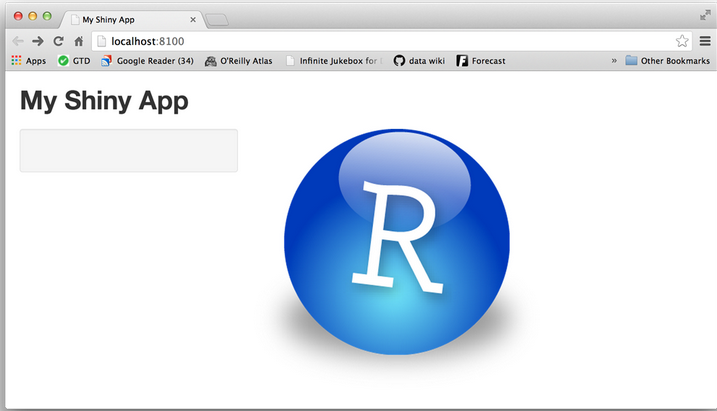 My Shiny App
localhost:8100
Apps GTD Google Reader (34) O'Reilly Atlas Infinite Jukebox for data wiki Forecast » Other Bookmarks
My Shiny App
R